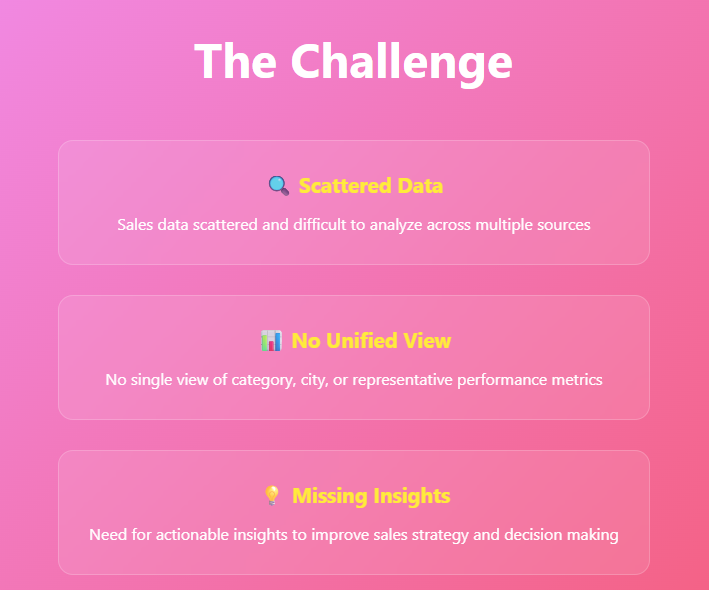 The Challenge
🔍 Scattered Data
Sales data scattered and difficult to analyze across multiple sources
📊 No Unified View
No single view of category, city, or representative performance metrics
💡 Missing Insights
Need for actionable insights to improve sales strategy and decision making